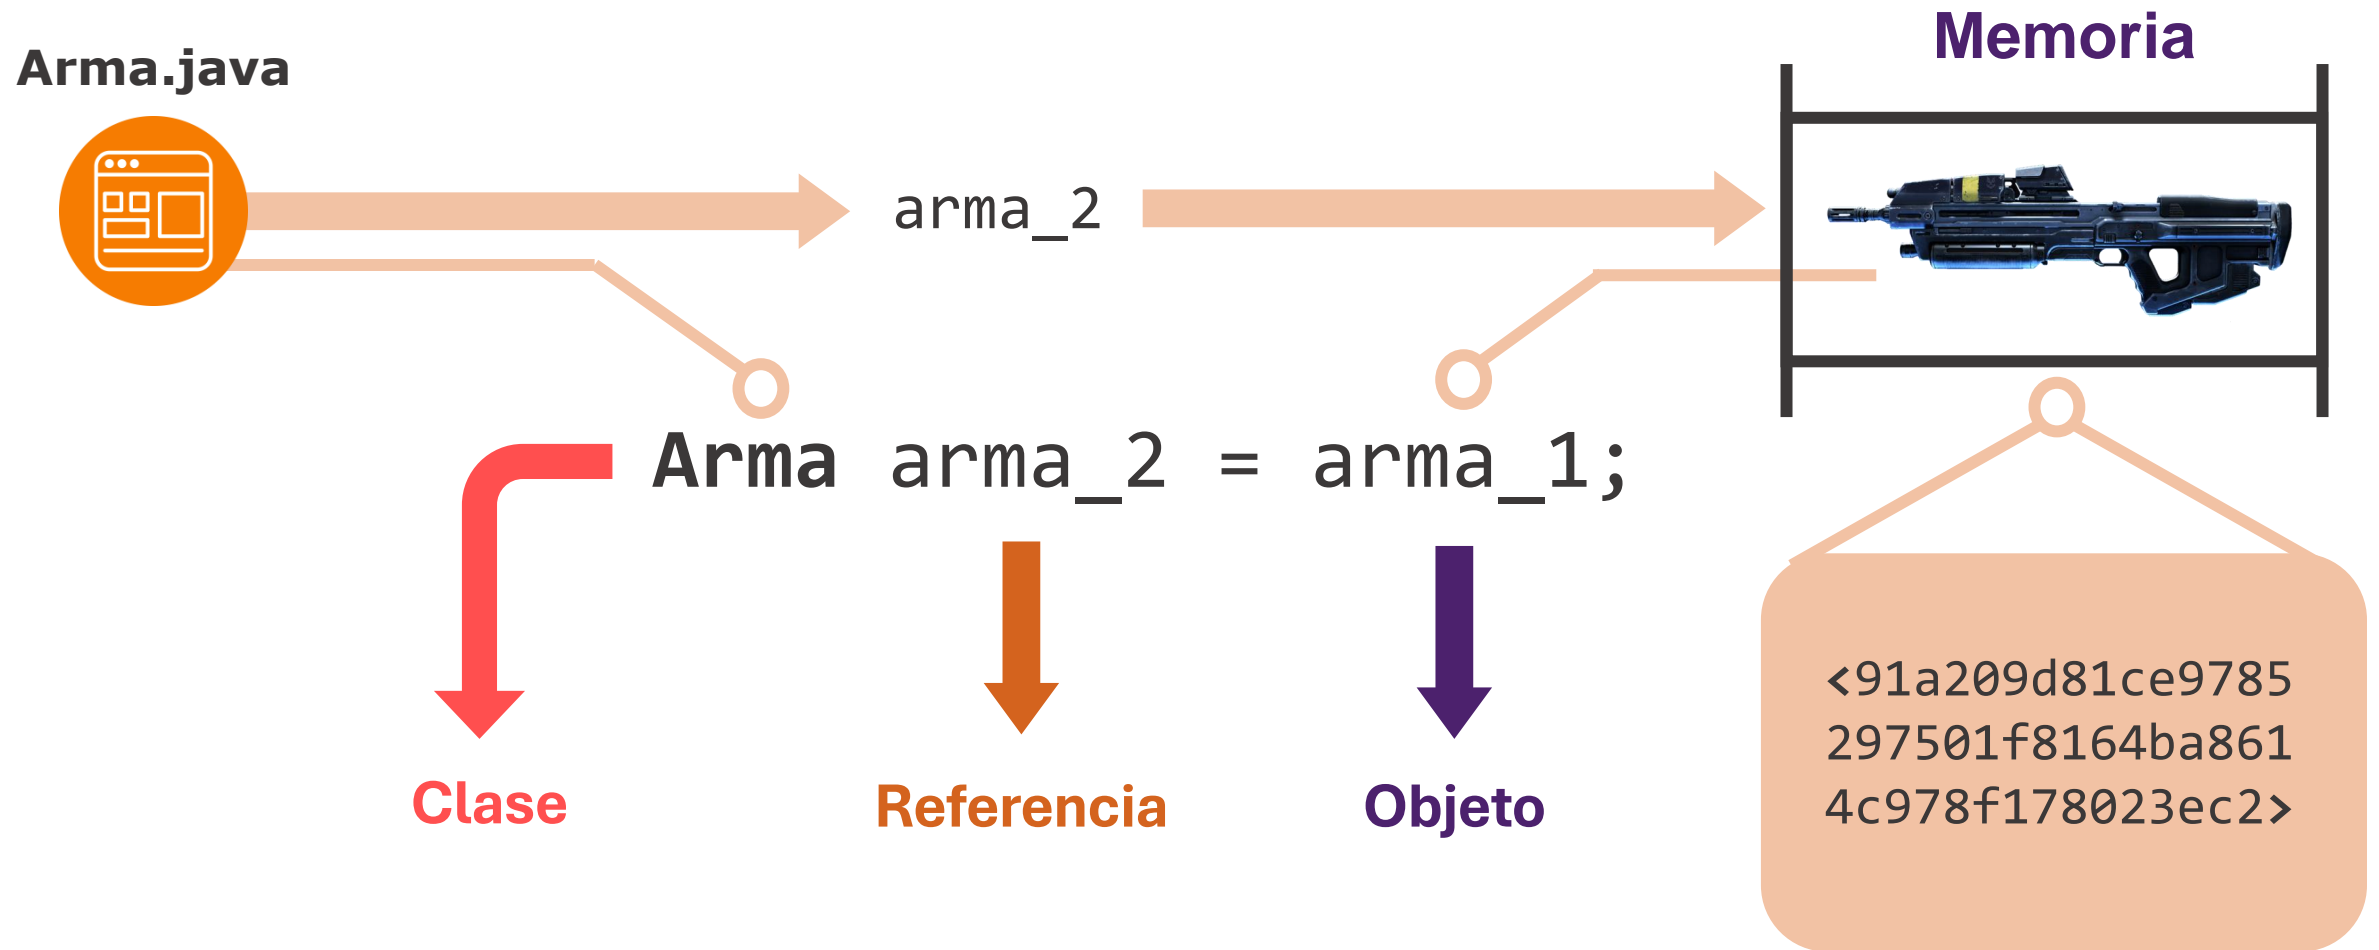 Memoria
Arma.java
arma_2
Arma arma_2 = arma_1;
Clase
Referencia
Objeto
<91a209d81ce9785
297501f8164ba861
4c978f178023ec2>